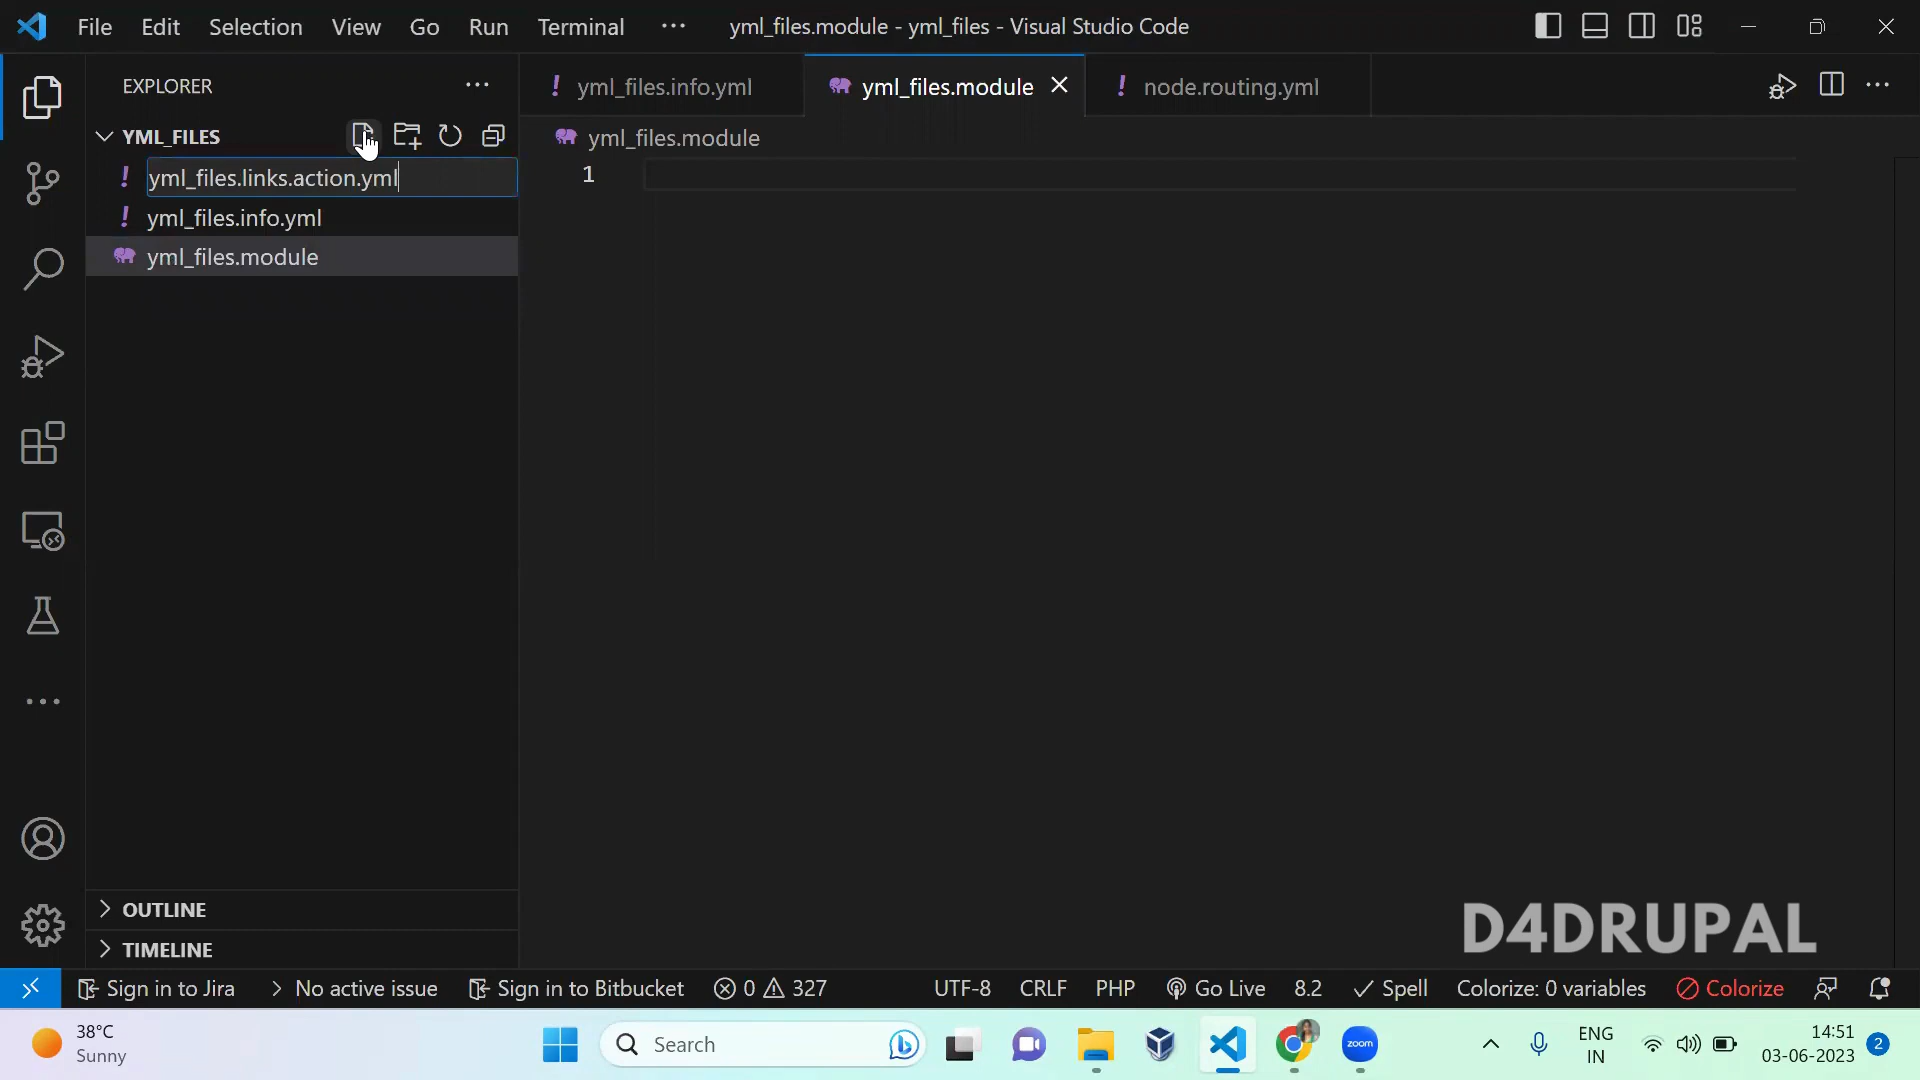 File Edit Selection View Go Run Terminal ··· yml_files.module - yml_files - Visual Studio Code
EXPLORER
YML_FILES
yml_files.links.action.yml
! yml_files.info.yml
yml_files.module
! yml_files.info.yml
yml_files.module
! node.routing.yml
yml_files.module
1
OUTLINE
TIMELINE
D4DRUPAL
Sign in to Jira No active issue Sign in to Bitbucket 0 327 UTF-8 CRLF PHP Go Live 8.2 Spell Colorize: 0 variables Colorize
38°C
Sunny
Search
zoom
ENG
IN
14:51
03-06-2023
2